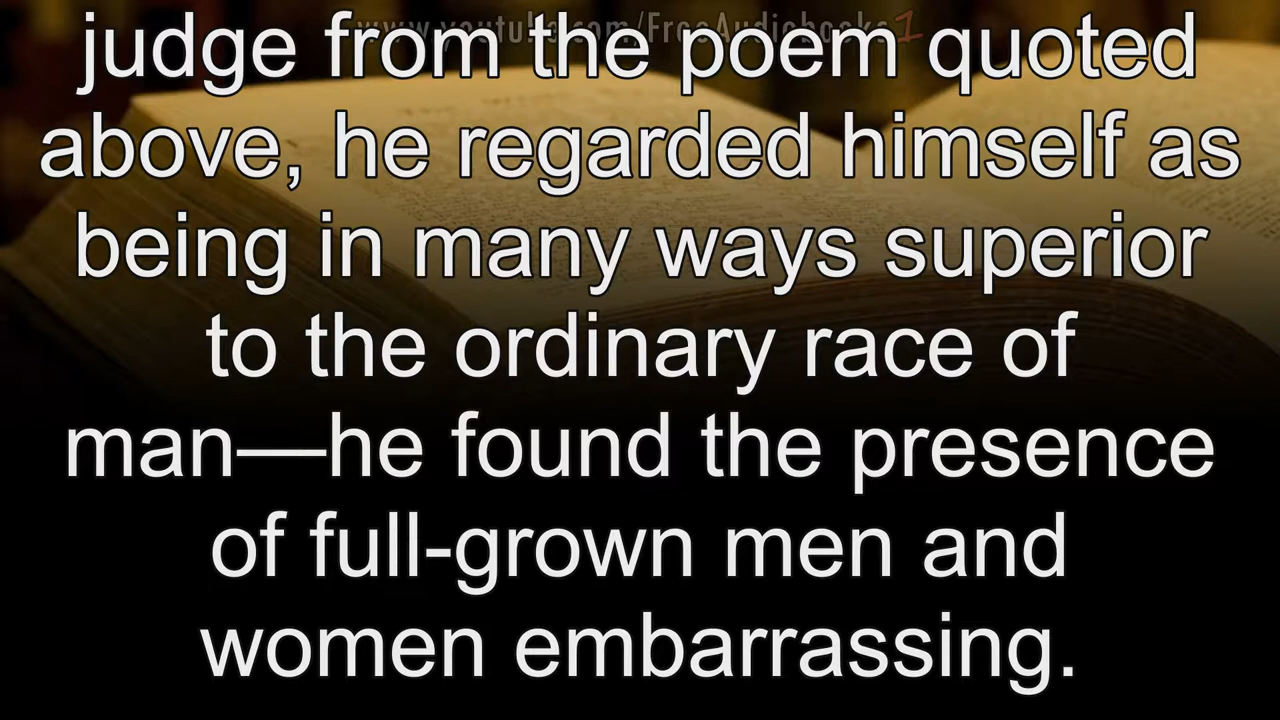 www.youtube.com/FreeAudiobooks1
judge from the poem quoted
above, he regarded himself as
being in many ways superior
to the ordinary race of
man—he found the presence
of full-grown men and
women embarrassing.